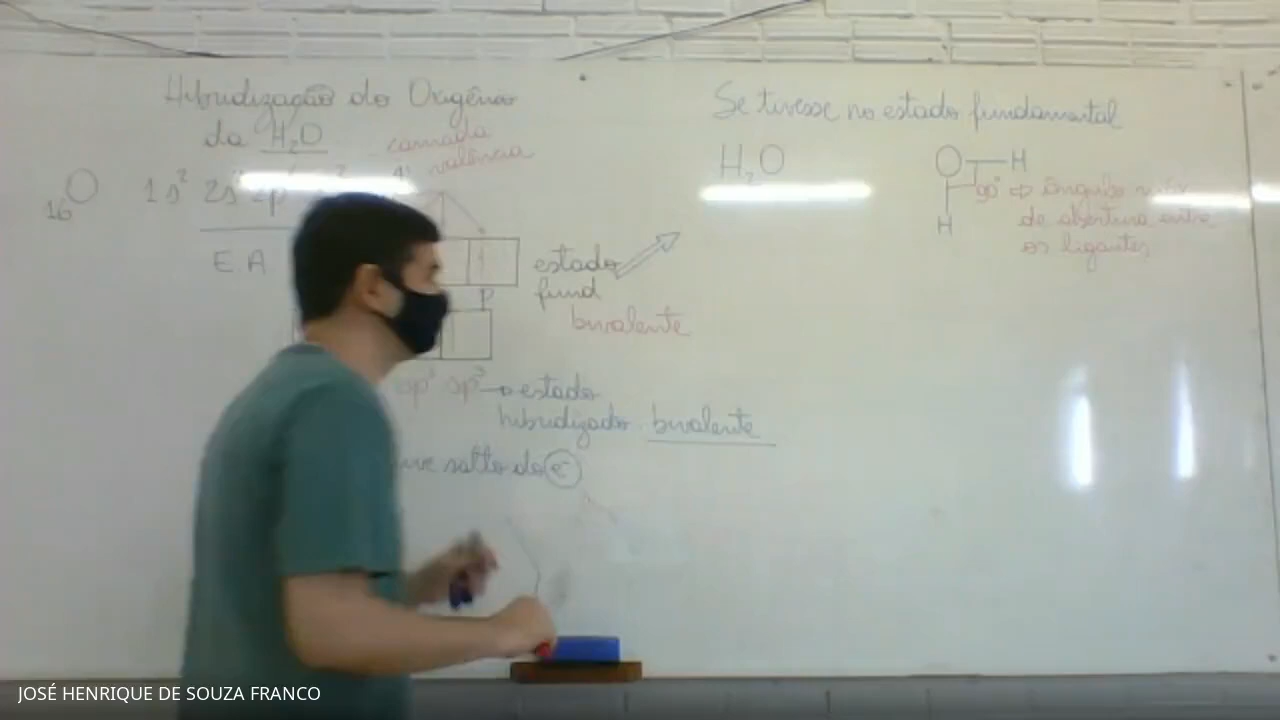 Hibridização do Oxigênio
da H₂O
camada
valência
16 O 1s² 2s² 2p⁴
E A
estado
fund
p
bivalente
sp³ sp³ → estado
hibridizado. bivalente
salto do e⁻
Se tivesse no estado fundamental
H₂O
O H
90° ⇨ ângulo
H
de abertura entre
os ligantes
JOSÉ HENRIQUE DE SOUZA FRANCO